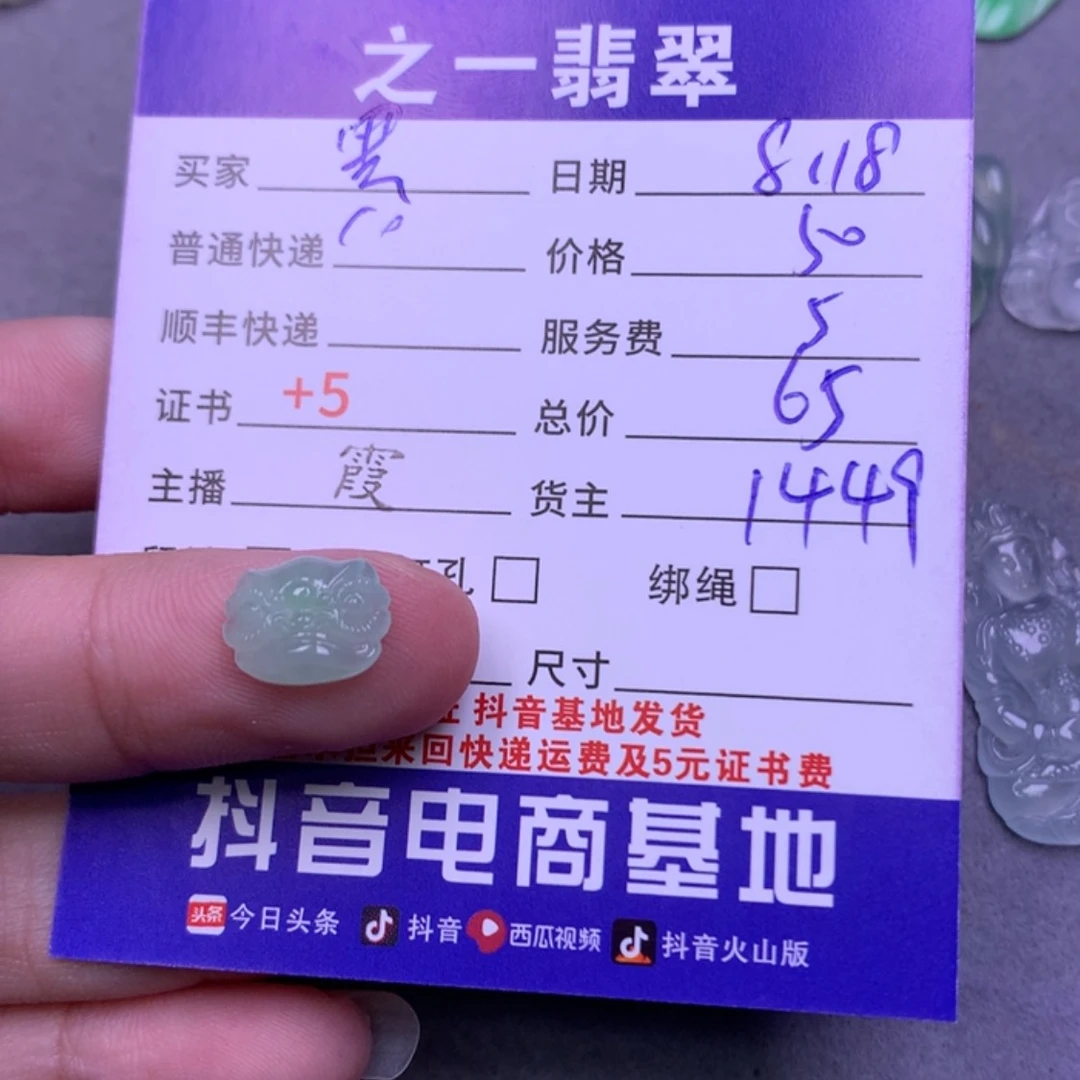 之一翡翠
买家 黑 日期 8.18
普通快递 10 价格 50
顺丰快递 服务费 5
证书 +5 总价 65
主播 霞 货主 1449
孔 绑绳
尺寸
抖音基地发货
来回快递运费及5元证书费
抖音电商基地
头条 今日头条 抖音 西瓜视频 抖音火山版